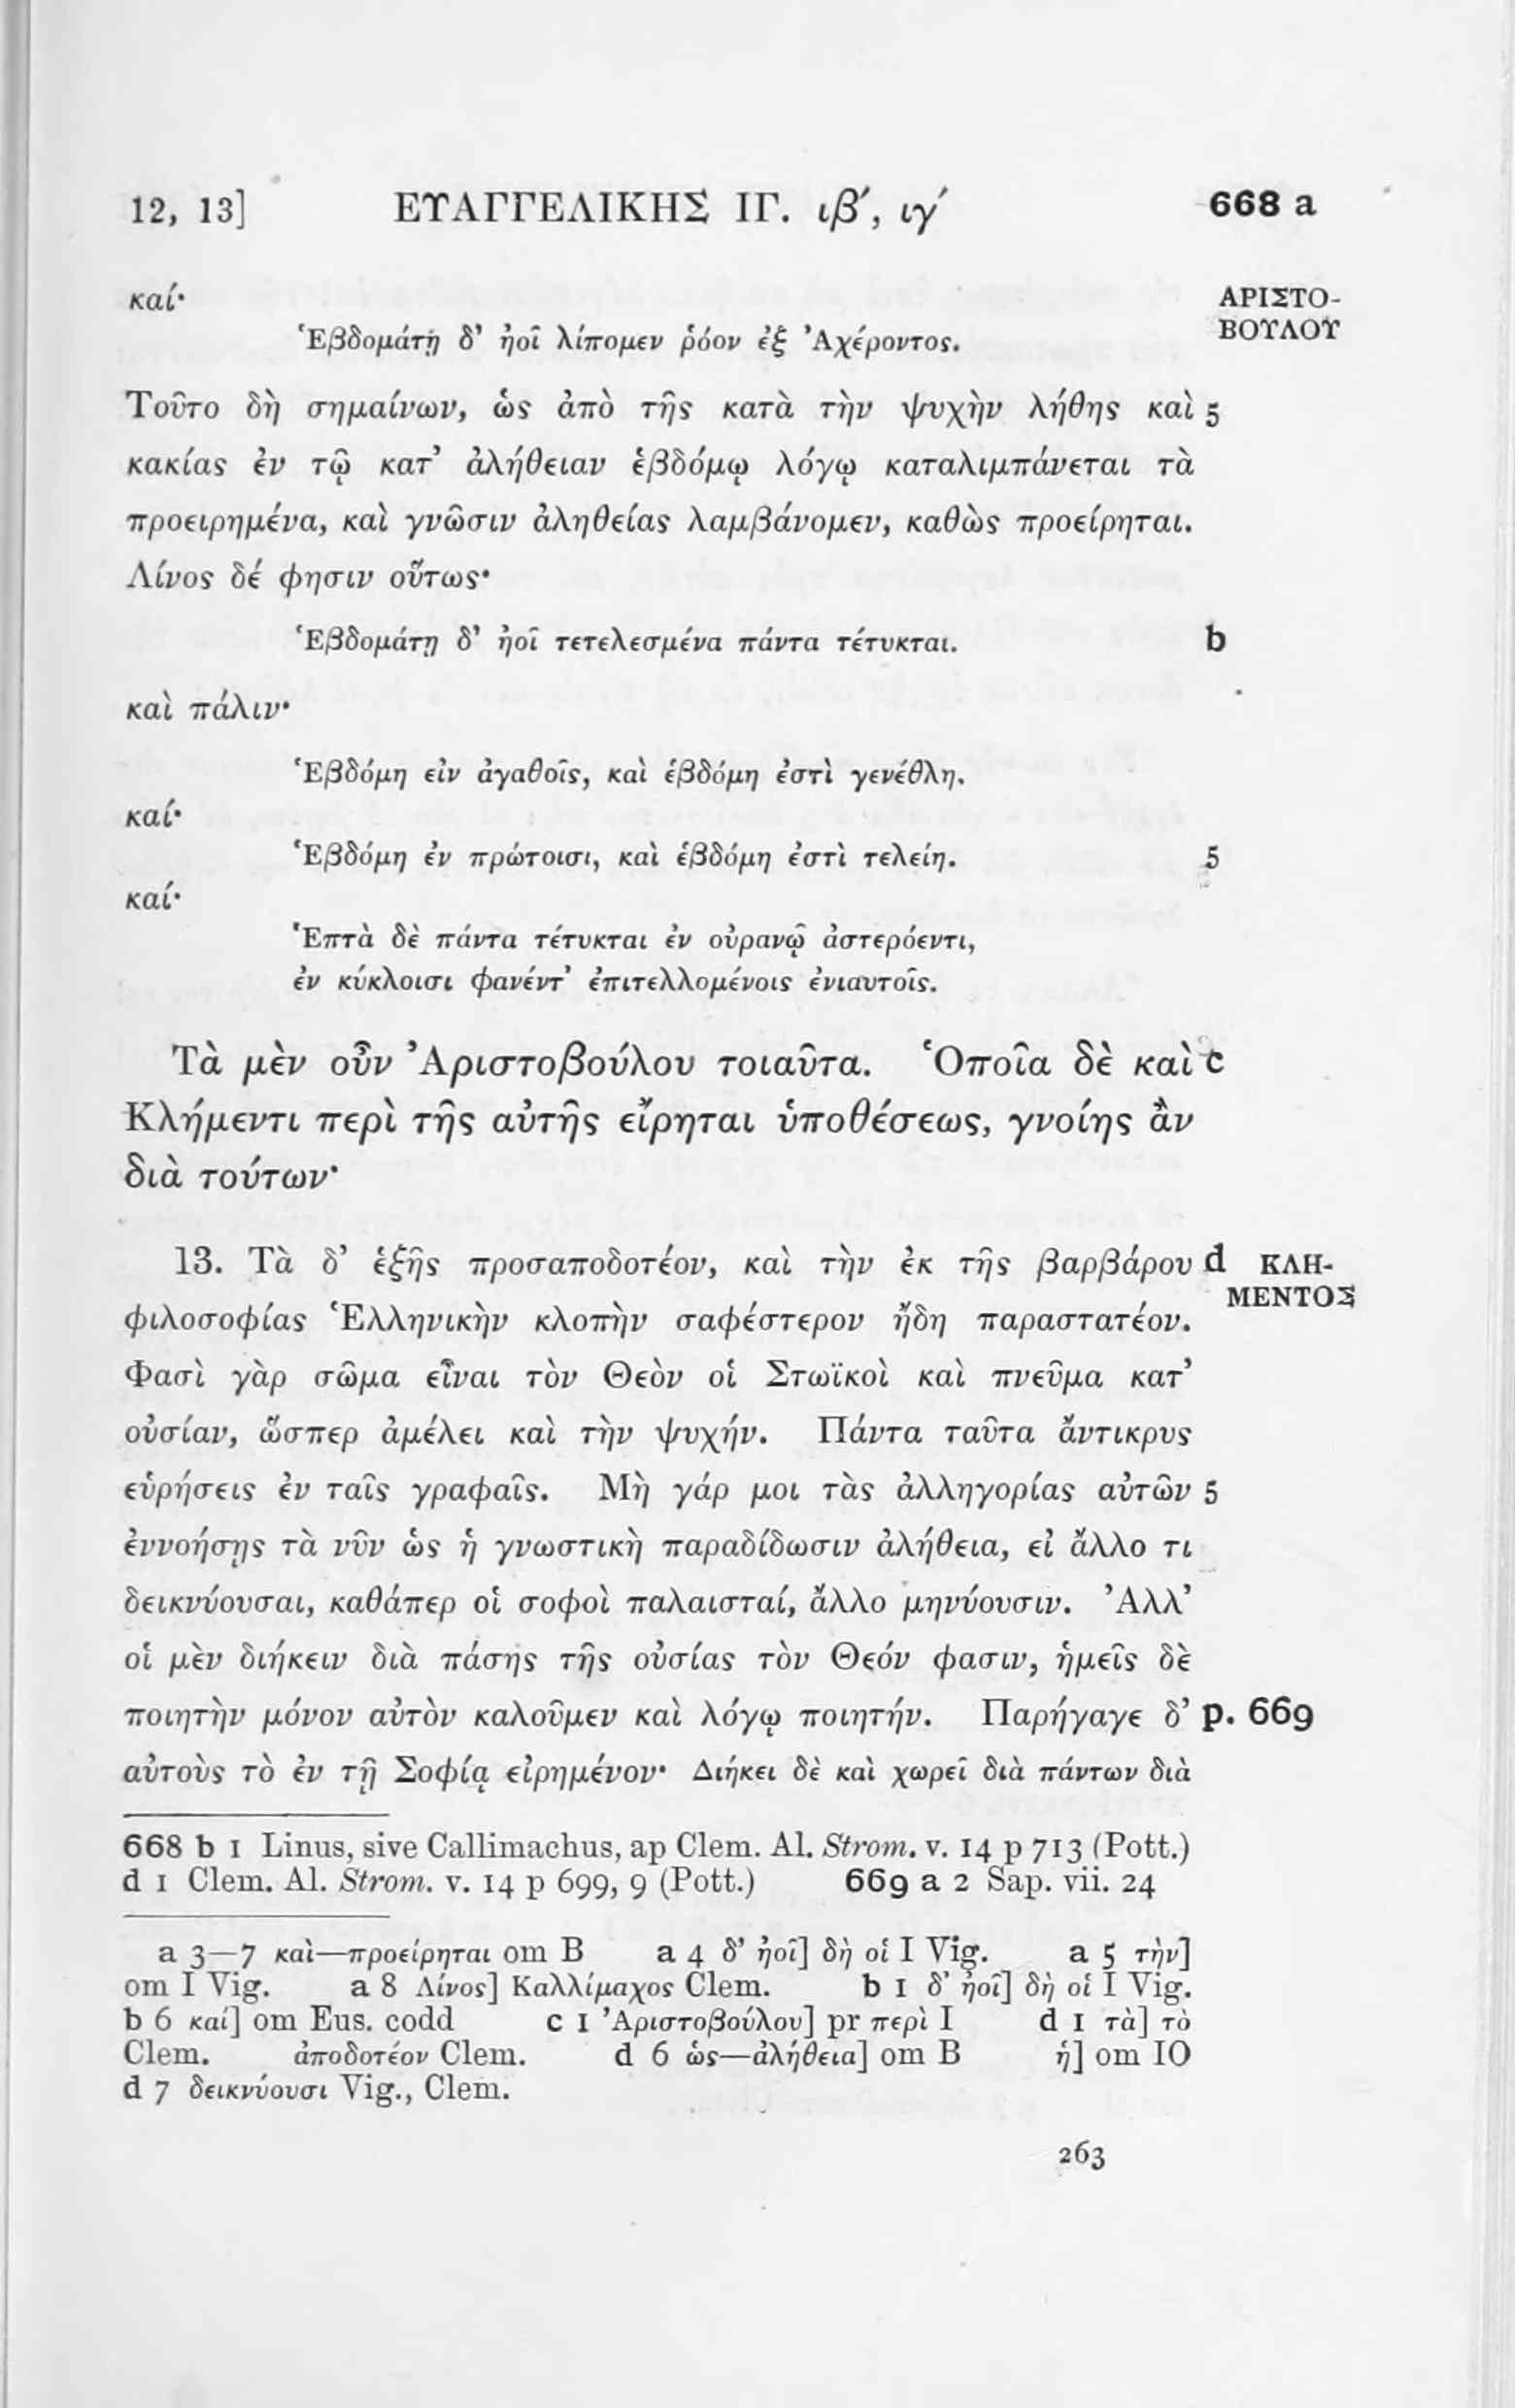 12, 13] ΕΥΑΓΓΕΛΙΚΗΣ ΙΓ. ιβ΄, ιγ΄ 668 a
καί· ΑΡΙΣΤΟ-
Ἑβδομάτῃ δ’ ἠοῖ λίπομεν ῥόον ἐξ Ἀχέροντος. ΒΟΥΛΟΥ
Τοῦτο δὴ σημαίνων, ὡς ἀπὸ τῆς κατὰ τὴν ψυχὴν λήθης καὶ 5
κακίας ἐν τῷ κατ’ ἀλήθειαν ἑβδόμῳ λόγῳ καταλιμπάνεται τὰ
προειρημένα, καὶ γνῶσιν ἀληθείας λαμβάνομεν, καθὼς προείρηται.
Λίνος δέ φησιν οὕτως·
Ἑβδομάτῃ δ’ ἠοῖ τετελεσμένα πάντα τέτυκται. b
καὶ πάλιν·
Ἑβδόμη εἰν ἀγαθοῖς, καὶ ἑβδόμη ἐστὶ γενέθλη.
καί·
Ἑβδόμη ἐν πρώτοισι, καὶ ἑβδόμη ἐστὶ τελείη. 5
καί·
Ἑπτὰ δὲ πάντα τέτυκται ἐν οὐρανῷ ἀστερόεντι,
ἐν κύκλοισι φανέντ’ ἐπιτελλομένοις ἐνιαυτοῖς.
Τὰ μὲν οὖν Ἀριστοβούλου τοιαῦτα. Ὁποῖα δὲ καὶ c
Κλήμεντι περὶ τῆς αὐτῆς εἴρηται ὑποθέσεως, γνοίης ἂν
διὰ τούτων·
13. Τὰ δ’ ἑξῆς προσαποδοτέον, καὶ τὴν ἐκ τῆς βαρβάρου d ΚΛΗ-
φιλοσοφίας Ἑλληνικὴν κλοπὴν σαφέστερον ἤδη παραστατέον. ΜΕΝΤΟΣ
Φασὶ γὰρ σῶμα εἶναι τὸν Θεὸν οἱ Στωϊκοὶ καὶ πνεῦμα κατ’
οὐσίαν, ὥσπερ ἀμέλει καὶ τὴν ψυχήν. Πάντα ταῦτα ἄντικρυς
εὑρήσεις ἐν ταῖς γραφαῖς. Μὴ γάρ μοι τὰς ἀλληγορίας αὐτῶν 5
ἐννοήσῃς τὰ νῦν ὡς ἡ γνωστικὴ παραδίδωσιν ἀλήθεια, εἰ ἄλλο τι
δεικνύουσαι, καθάπερ οἱ σοφοὶ παλαισταί, ἄλλο μηνύουσιν. Ἀλλ’
οἱ μὲν διήκειν διὰ πάσης τῆς οὐσίας τὸν Θεόν φασιν, ἡμεῖς δὲ
ποιητὴν μόνον αὐτὸν καλοῦμεν καὶ λόγῳ ποιητήν. Παρήγαγε δ’ p. 669
αὐτοὺς τὸ ἐν τῇ Σοφίᾳ εἰρημένον· Διήκει δὲ καὶ χωρεῖ διὰ πάντων διὰ
668 b 1 Linus, sive Callimachus, ap Clem. Al. Strom. v. 14 p 713 (Pott.)
d 1 Clem. Al. Strom. v. 14 p 699, 9 (Pott.) 669 a 2 Sap. vii. 24
a 3—7 καὶ—προείρηται om B a 4 δ’ ἠοῖ] δὴ οἱ I Vig. a 5 τὴν]
om I Vig. a 8 Λίνος] Καλλίμαχος Clem. b 1 δ’ ἠοῖ] δὴ οἱ I Vig.
b 6 καί] om Eus. codd c 1 Ἀριστοβούλου] pr περὶ I d 1 τὰ] τὸ
Clem. ἀποδοτέον Clem. d 6 ὡς—ἀλήθεια] om B ἡ] om IO
d 7 δεικνύουσι Vig., Clem.
263